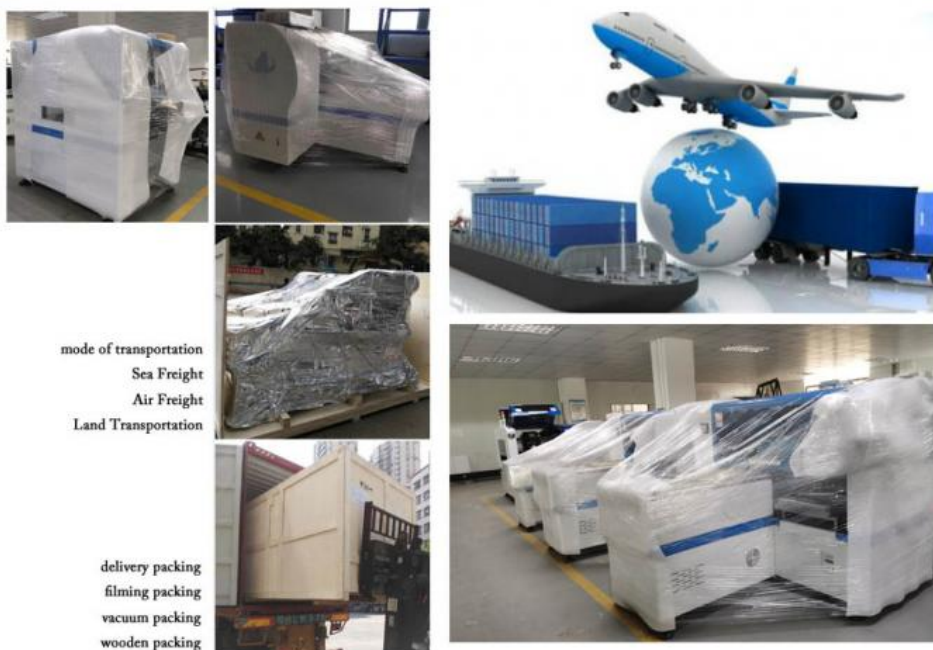 mode of transportation
Sea Freight
Air Freight
Land Transportation
delivery packing
filming packing
vacuum packing
wooden packing